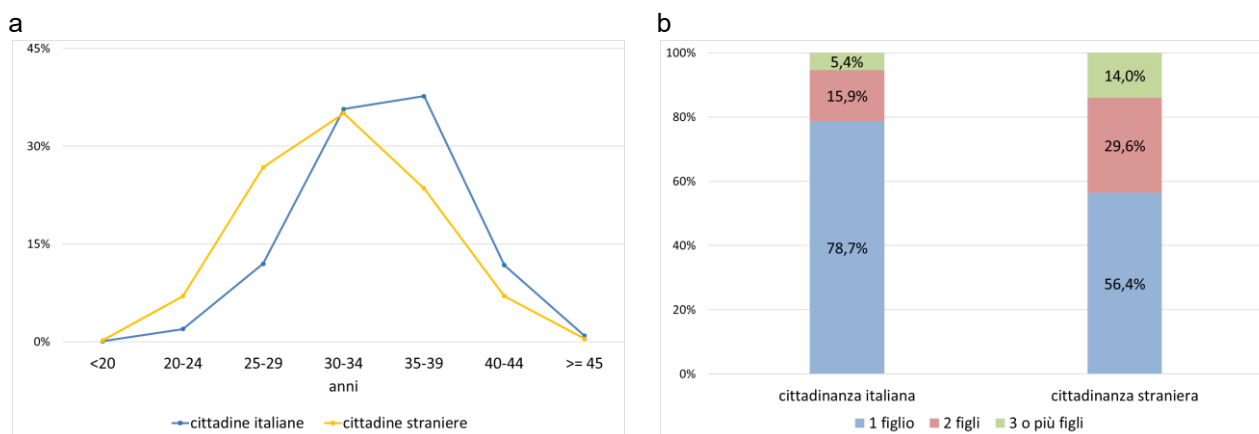 a
45%
30%
15%
0%
<20 20-24 25-29 30-34 35-39 40-44 >= 45
anni
cittadine italiane cittadine straniere
b
100%
80%
60%
40%
20%
0%
5,4%
15,9%
78,7%
14,0%
29,6%
56,4%
cittadinanza italiana cittadinanza straniera
1 figlio 2 figli 3 o più figli